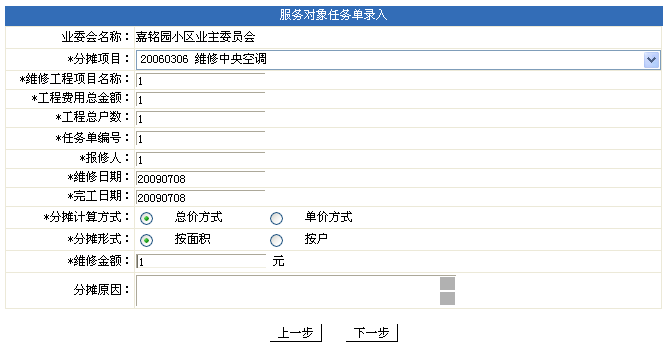 服务对象任务单录入
业委会名称：嘉铭园小区业主委员会
*分摊项目：20060306 维修中央空调
*维修工程项目名称：1
*工程费用总金额：1
*工程总户数：1
*任务单编号：1
*报修人：1
*维修日期：20090708
*完工日期：20090708
*分摊计算方式：总价方式 单价方式
*分摊形式：按面积 按户
*维修金额：1 元
分摊原因：
上一步 下一步